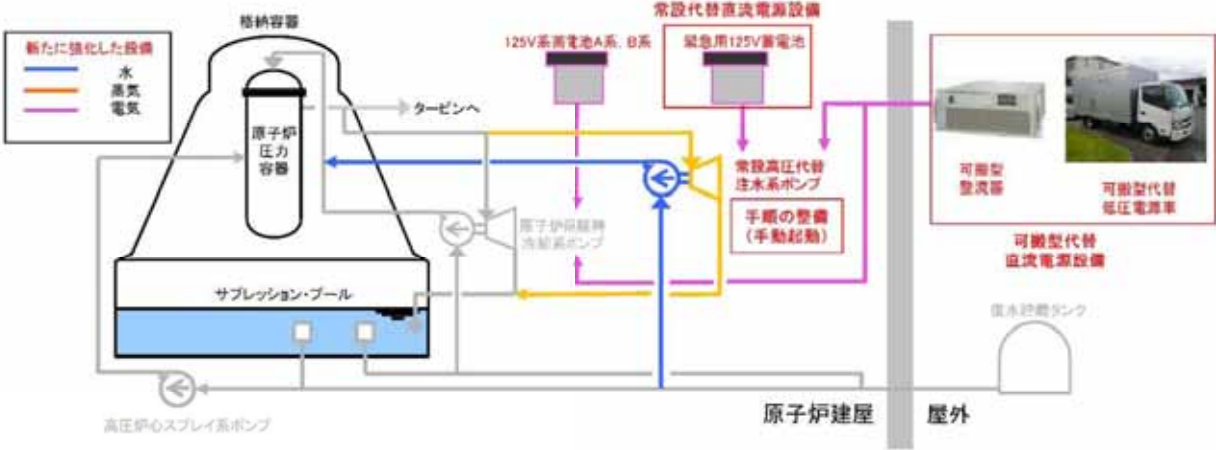 新たに強化した設備
水
蒸気
電気
格納容器
原子炉
圧力
容器
タービンへ
サプレッション・プール
高圧炉心スプレイ系ポンプ
125V系蓄電池A系、B系
常設代替直流電源設備
緊急用125V蓄電池
原子炉隔離時
冷却系ポンプ
常設高圧代替
注水系ポンプ
手順の整備
(手動起動)
可搬型
整流器
可搬型代替
低圧電源車
可搬型代替
直流電源設備
復水貯蔵タンク
原子炉建屋
屋外